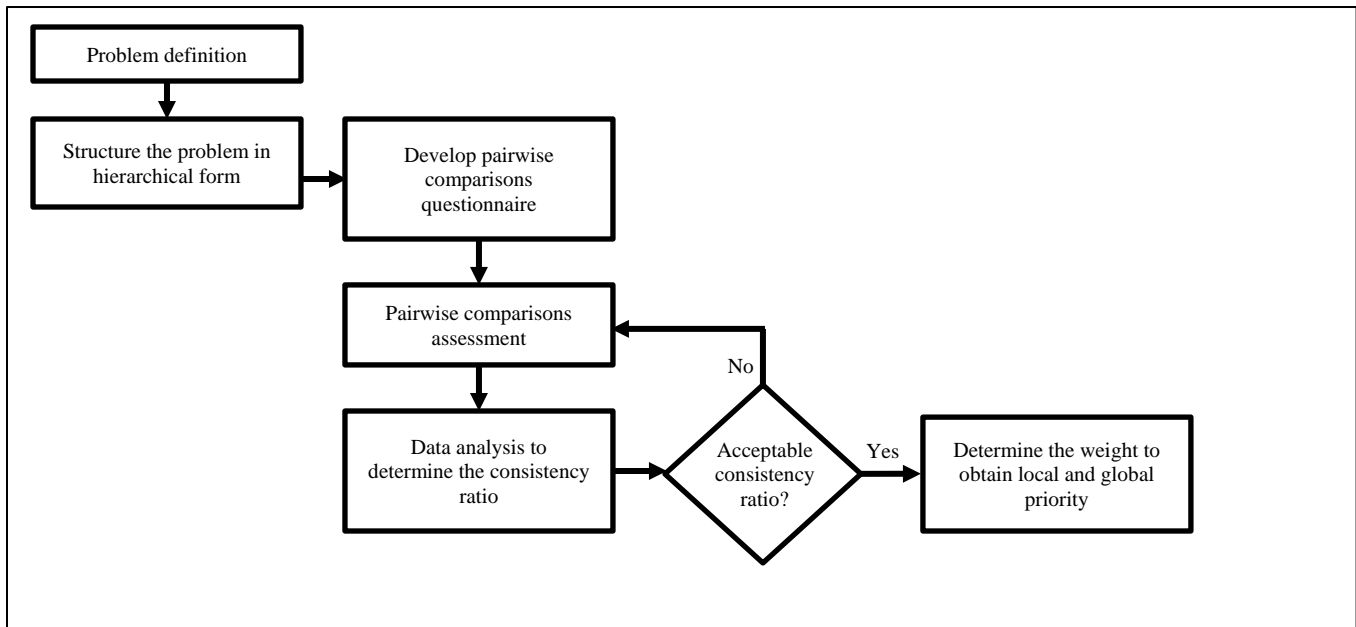 Problem definition
Structure the problem in
hierarchical form
Develop pairwise
comparisons
questionnaire
Pairwise comparisons
assessment
No
Data analysis to
determine the consistency
ratio
Acceptable
consistency
ratio?
Yes
Determine the weight to
obtain local and global
priority